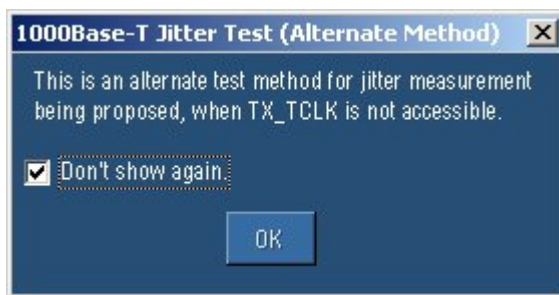 1000Base-T Jitter Test (Alternate Method)
This is an alternate test method for jitter measurement
being proposed, when TX_TCLK is not accessible.
Don't show again.
OK